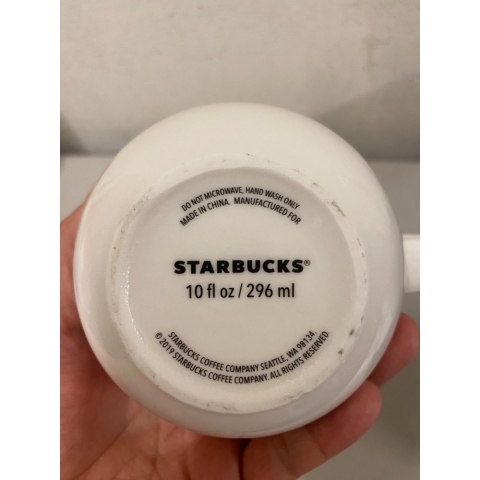 DO NOT MICROWAVE, HAND WASH ONLY
MADE IN CHINA. MANUFACTURED FOR
STARBUCKS®
10 fl oz / 296 ml
STARBUCKS COFFEE COMPANY SEATTLE, WA 98134.
© 2019 STARBUCKS COFFEE COMPANY. ALL RIGHTS RESERVED.